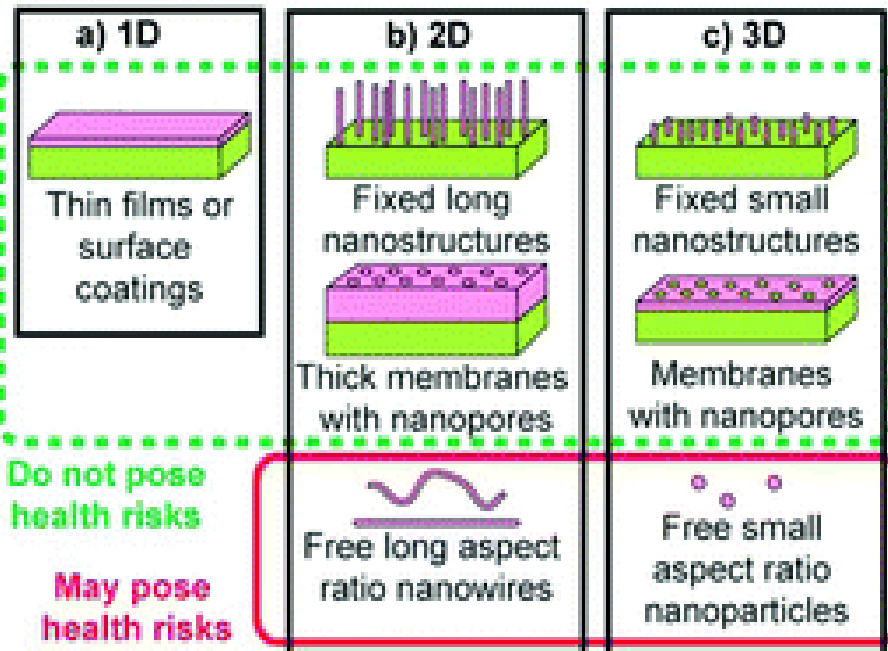 a) 1D
Thin films or
surface
coatings
b) 2D
Fixed long
nanostructures
Thick membranes
with nanopores
Free long aspect
ratio nanowires
c) 3D
Fixed small
nanostructures
Membranes
with nanopores
Free small
aspect ratio
nanoparticles
Do not pose
health risks
May pose
health risks